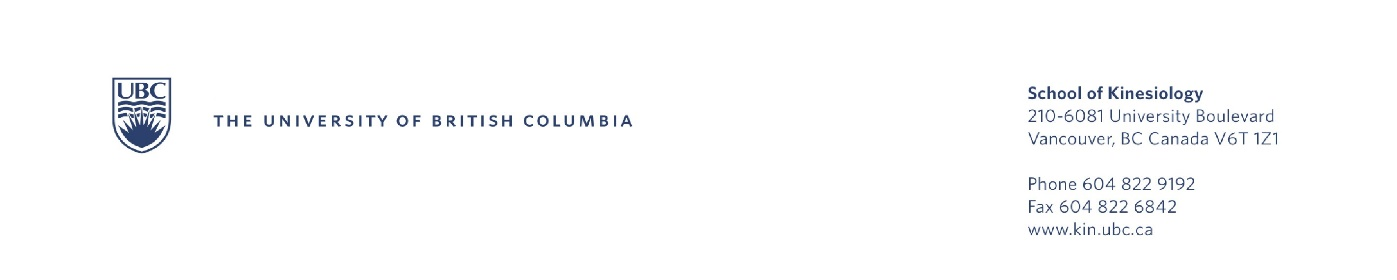 UBC
THE UNIVERSITY OF BRITISH COLUMBIA
School of Kinesiology
210-6081 University Boulevard
Vancouver, BC Canada V6T 1Z1
Phone 604 822 9192
Fax 604 822 6842
www.kin.ubc.ca